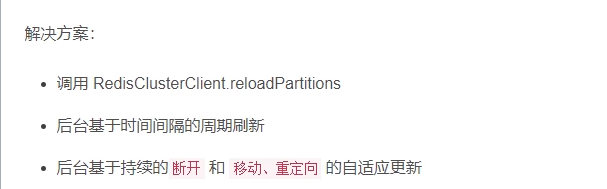 解决方案：
调用 RedisClusterClient.reloadPartitions
后台基于时间间隔的周期刷新
后台基于持续的 断开 和 移动、重定向 的自适应更新